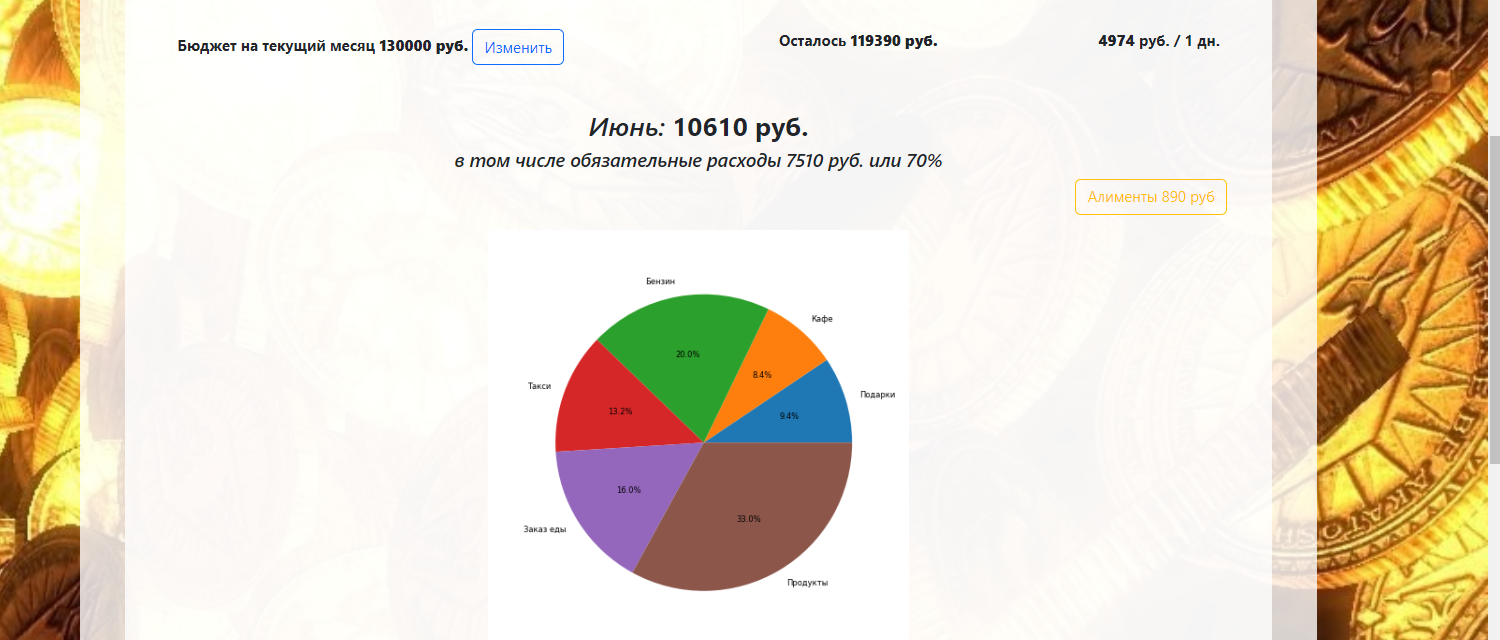 Бюджет на текущий месяц 130000 руб. Изменить
Осталось 119390 руб.
4974 руб. / 1 дн.
Июнь: 10610 руб.
в том числе обязательные расходы 7510 руб. или 70%
Алименты 890 руб
Бензин
Кафе
20.0%
8.4%
Такси
Подарки
13.2%
9.4%
16.0%
33.0%
Заказ еды
Продукты